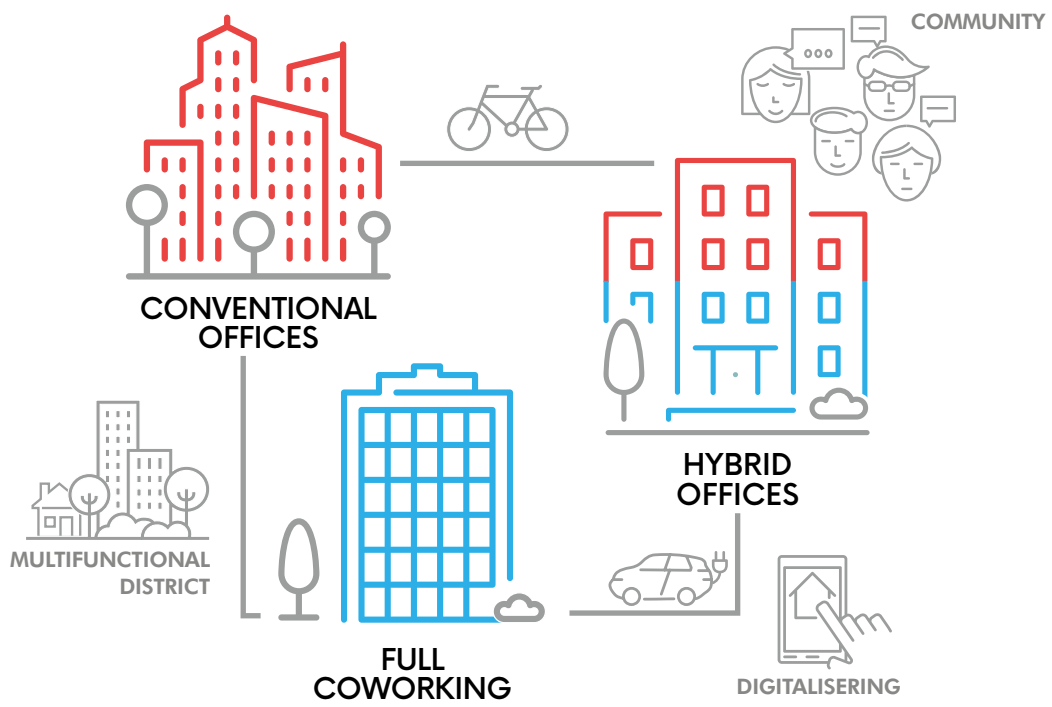 COMMUNITY
CONVENTIONAL
OFFICES
HYBRID
OFFICES
MULTIFUNCTIONAL
DISTRICT
FULL
COWORKING
DIGITALISERING